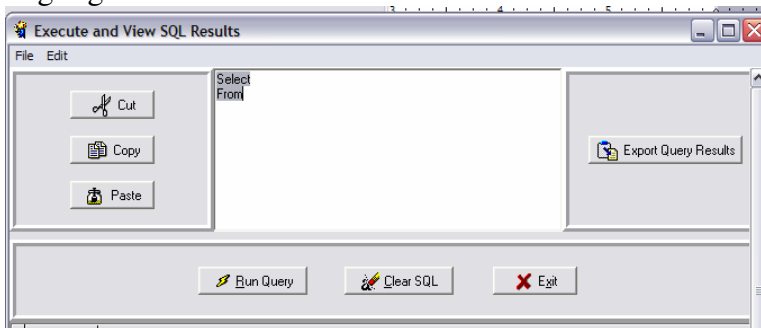 Execute and View SQL Results
File Edit
Select
From
Cut
Copy
Paste
Export Query Results
Run Query
Clear SQL
Exit